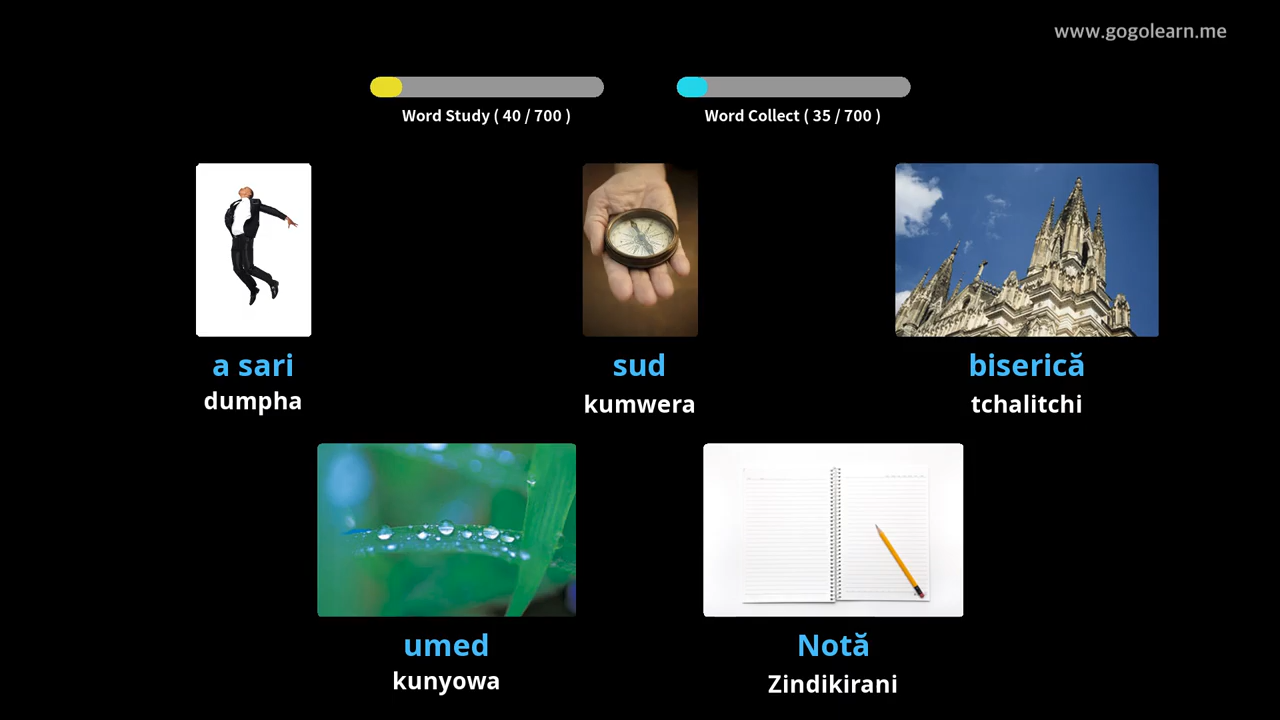 www.gogolearn.me
Word Study ( 40 / 700 )
Word Collect ( 35 / 700 )
a sari
dumpha
sud
kumwera
biserică
tchalitchi
umed
kunyowa
Notă
Zindikirani